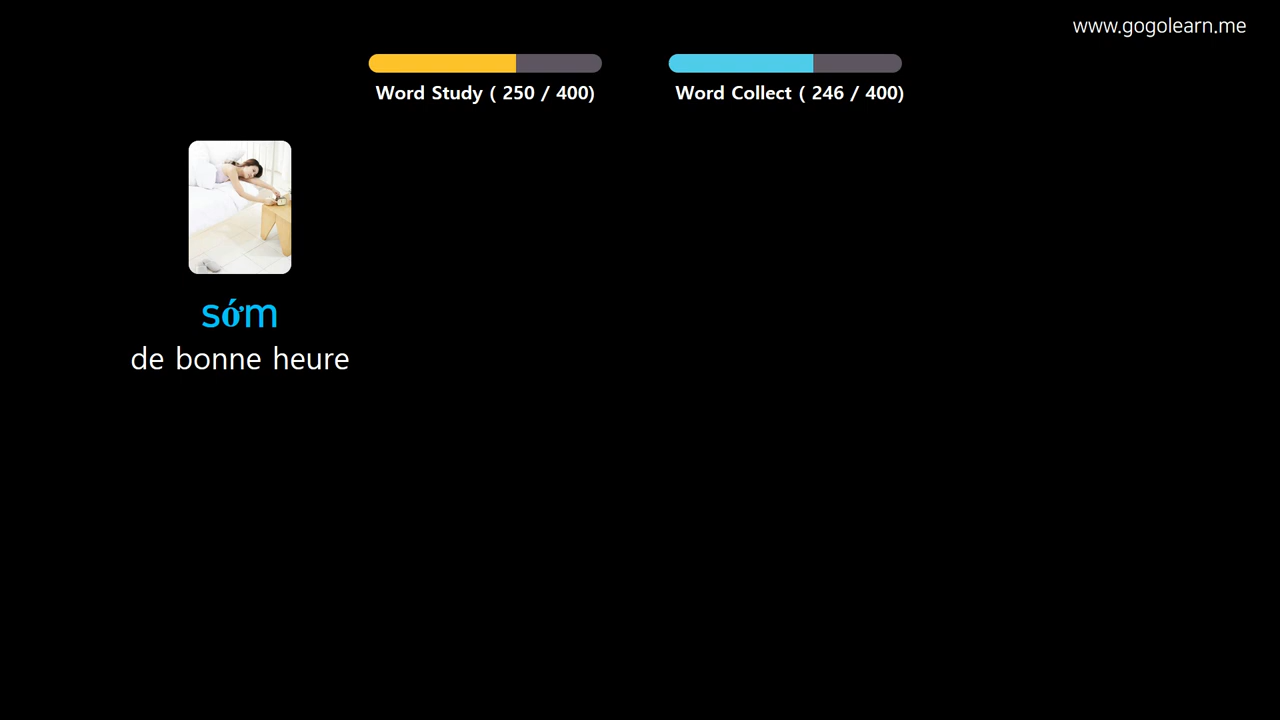 www.gogolearn.me
Word Study ( 250 / 400)
Word Collect ( 246 / 400)
sớm
de bonne heure